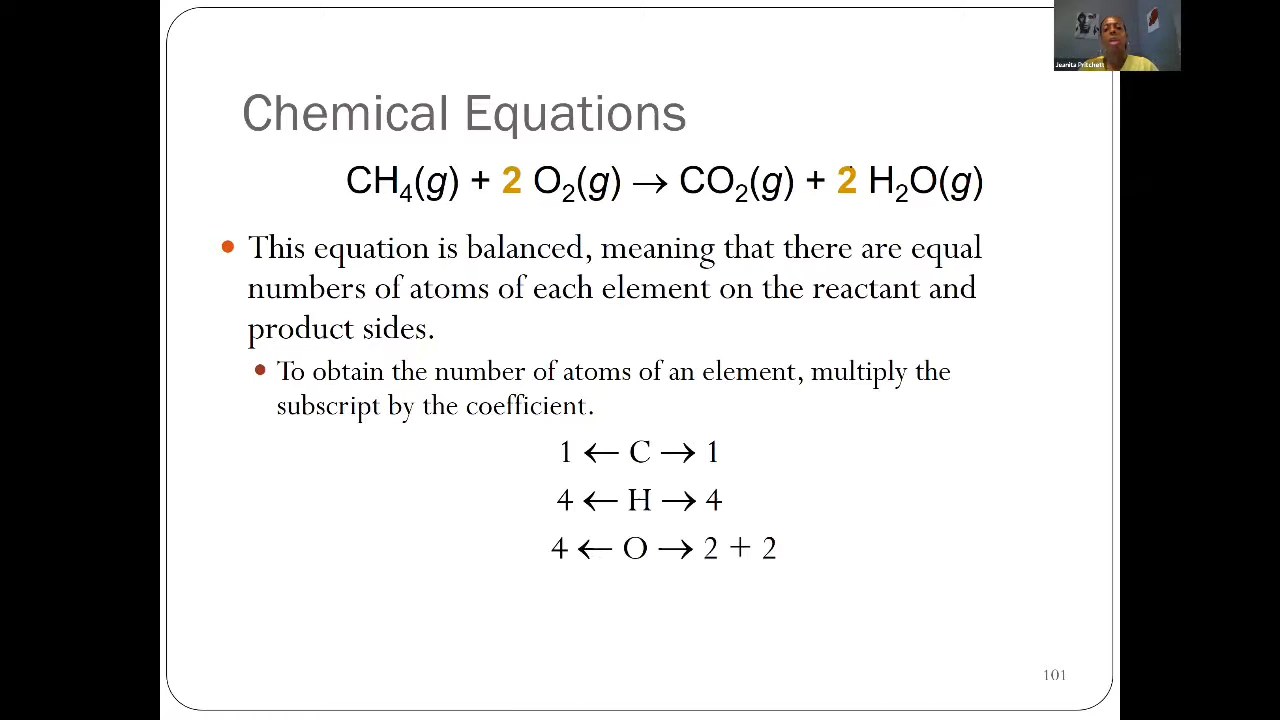 Jeanita Pritchett
Chemical Equations
CH₄(g) + 2 O₂(g) → CO₂(g) + 2 H₂O(g)
• This equation is balanced, meaning that there are equal
numbers of atoms of each element on the reactant and
product sides.
• To obtain the number of atoms of an element, multiply the
subscript by the coefficient.
1 ← C → 1
4 ← H → 4
4 ← O → 2 + 2
101